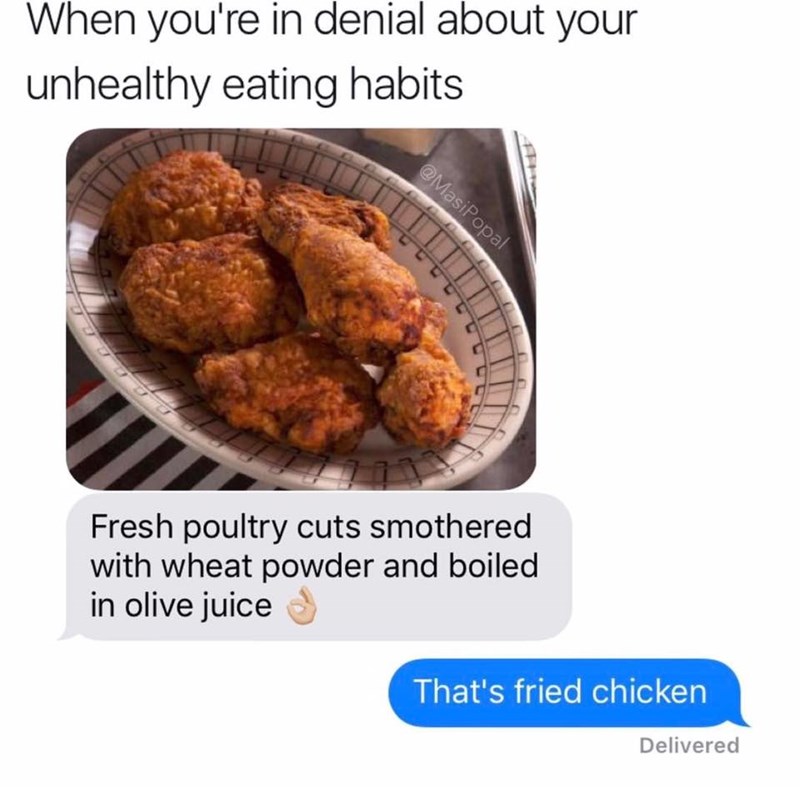 When you're in denial about your
unhealthy eating habits
@MasiPopal
Fresh poultry cuts smothered
with wheat powder and boiled
in olive juice 👌🏼
That's fried chicken
Delivered